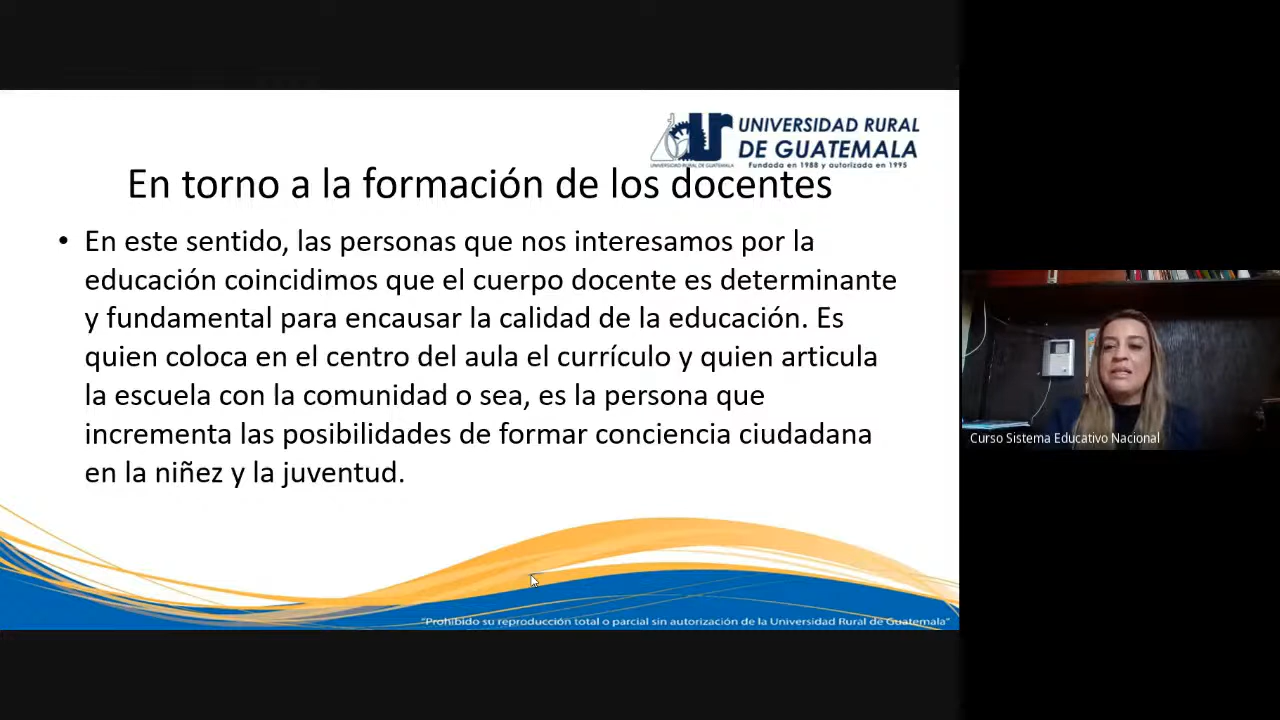 UNIVERSIDAD RURAL
DE GUATEMALA
UNIVERSIDAD RURAL DE GUATEMALA
Fundada en 1988 y autorizada en 1995
En torno a la formación de los docentes
• En este sentido, las personas que nos interesamos por la
educación coincidimos que el cuerpo docente es determinante
y fundamental para encausar la calidad de la educación. Es
quien coloca en el centro del aula el currículo y quien articula
la escuela con la comunidad o sea, es la persona que
incrementa las posibilidades de formar conciencia ciudadana
en la niñez y la juventud.
"Prohibido su reproducción total o parcial sin autorización de la Universidad Rural de Guatemala"
Curso Sistema Educativo Nacional